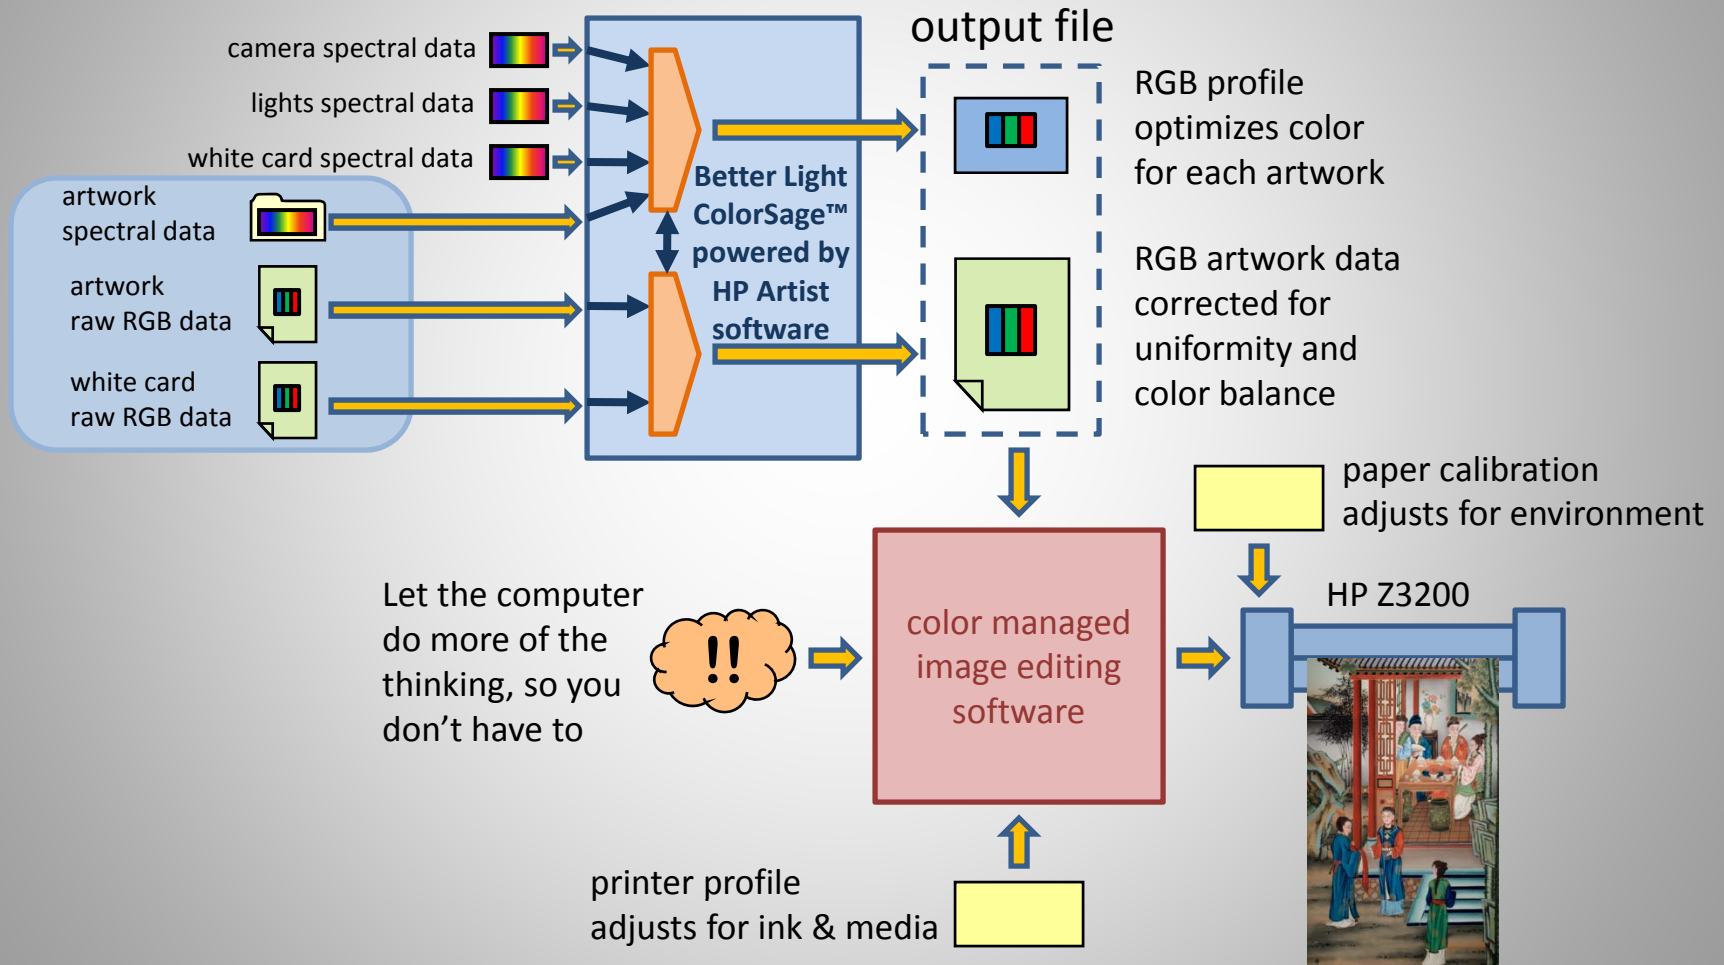 camera spectral data
lights spectral data
white card spectral data
artwork
spectral data
artwork
raw RGB data
white card
raw RGB data
Better Light
ColorSage™
powered by
HP Artist
software
output file
RGB profile
optimizes color
for each artwork
RGB artwork data
corrected for
uniformity and
color balance
paper calibration
adjusts for environment
HP Z3200
Let the computer
do more of the
thinking, so you
don’t have to
!!
color managed
image editing
software
printer profile
adjusts for ink & media